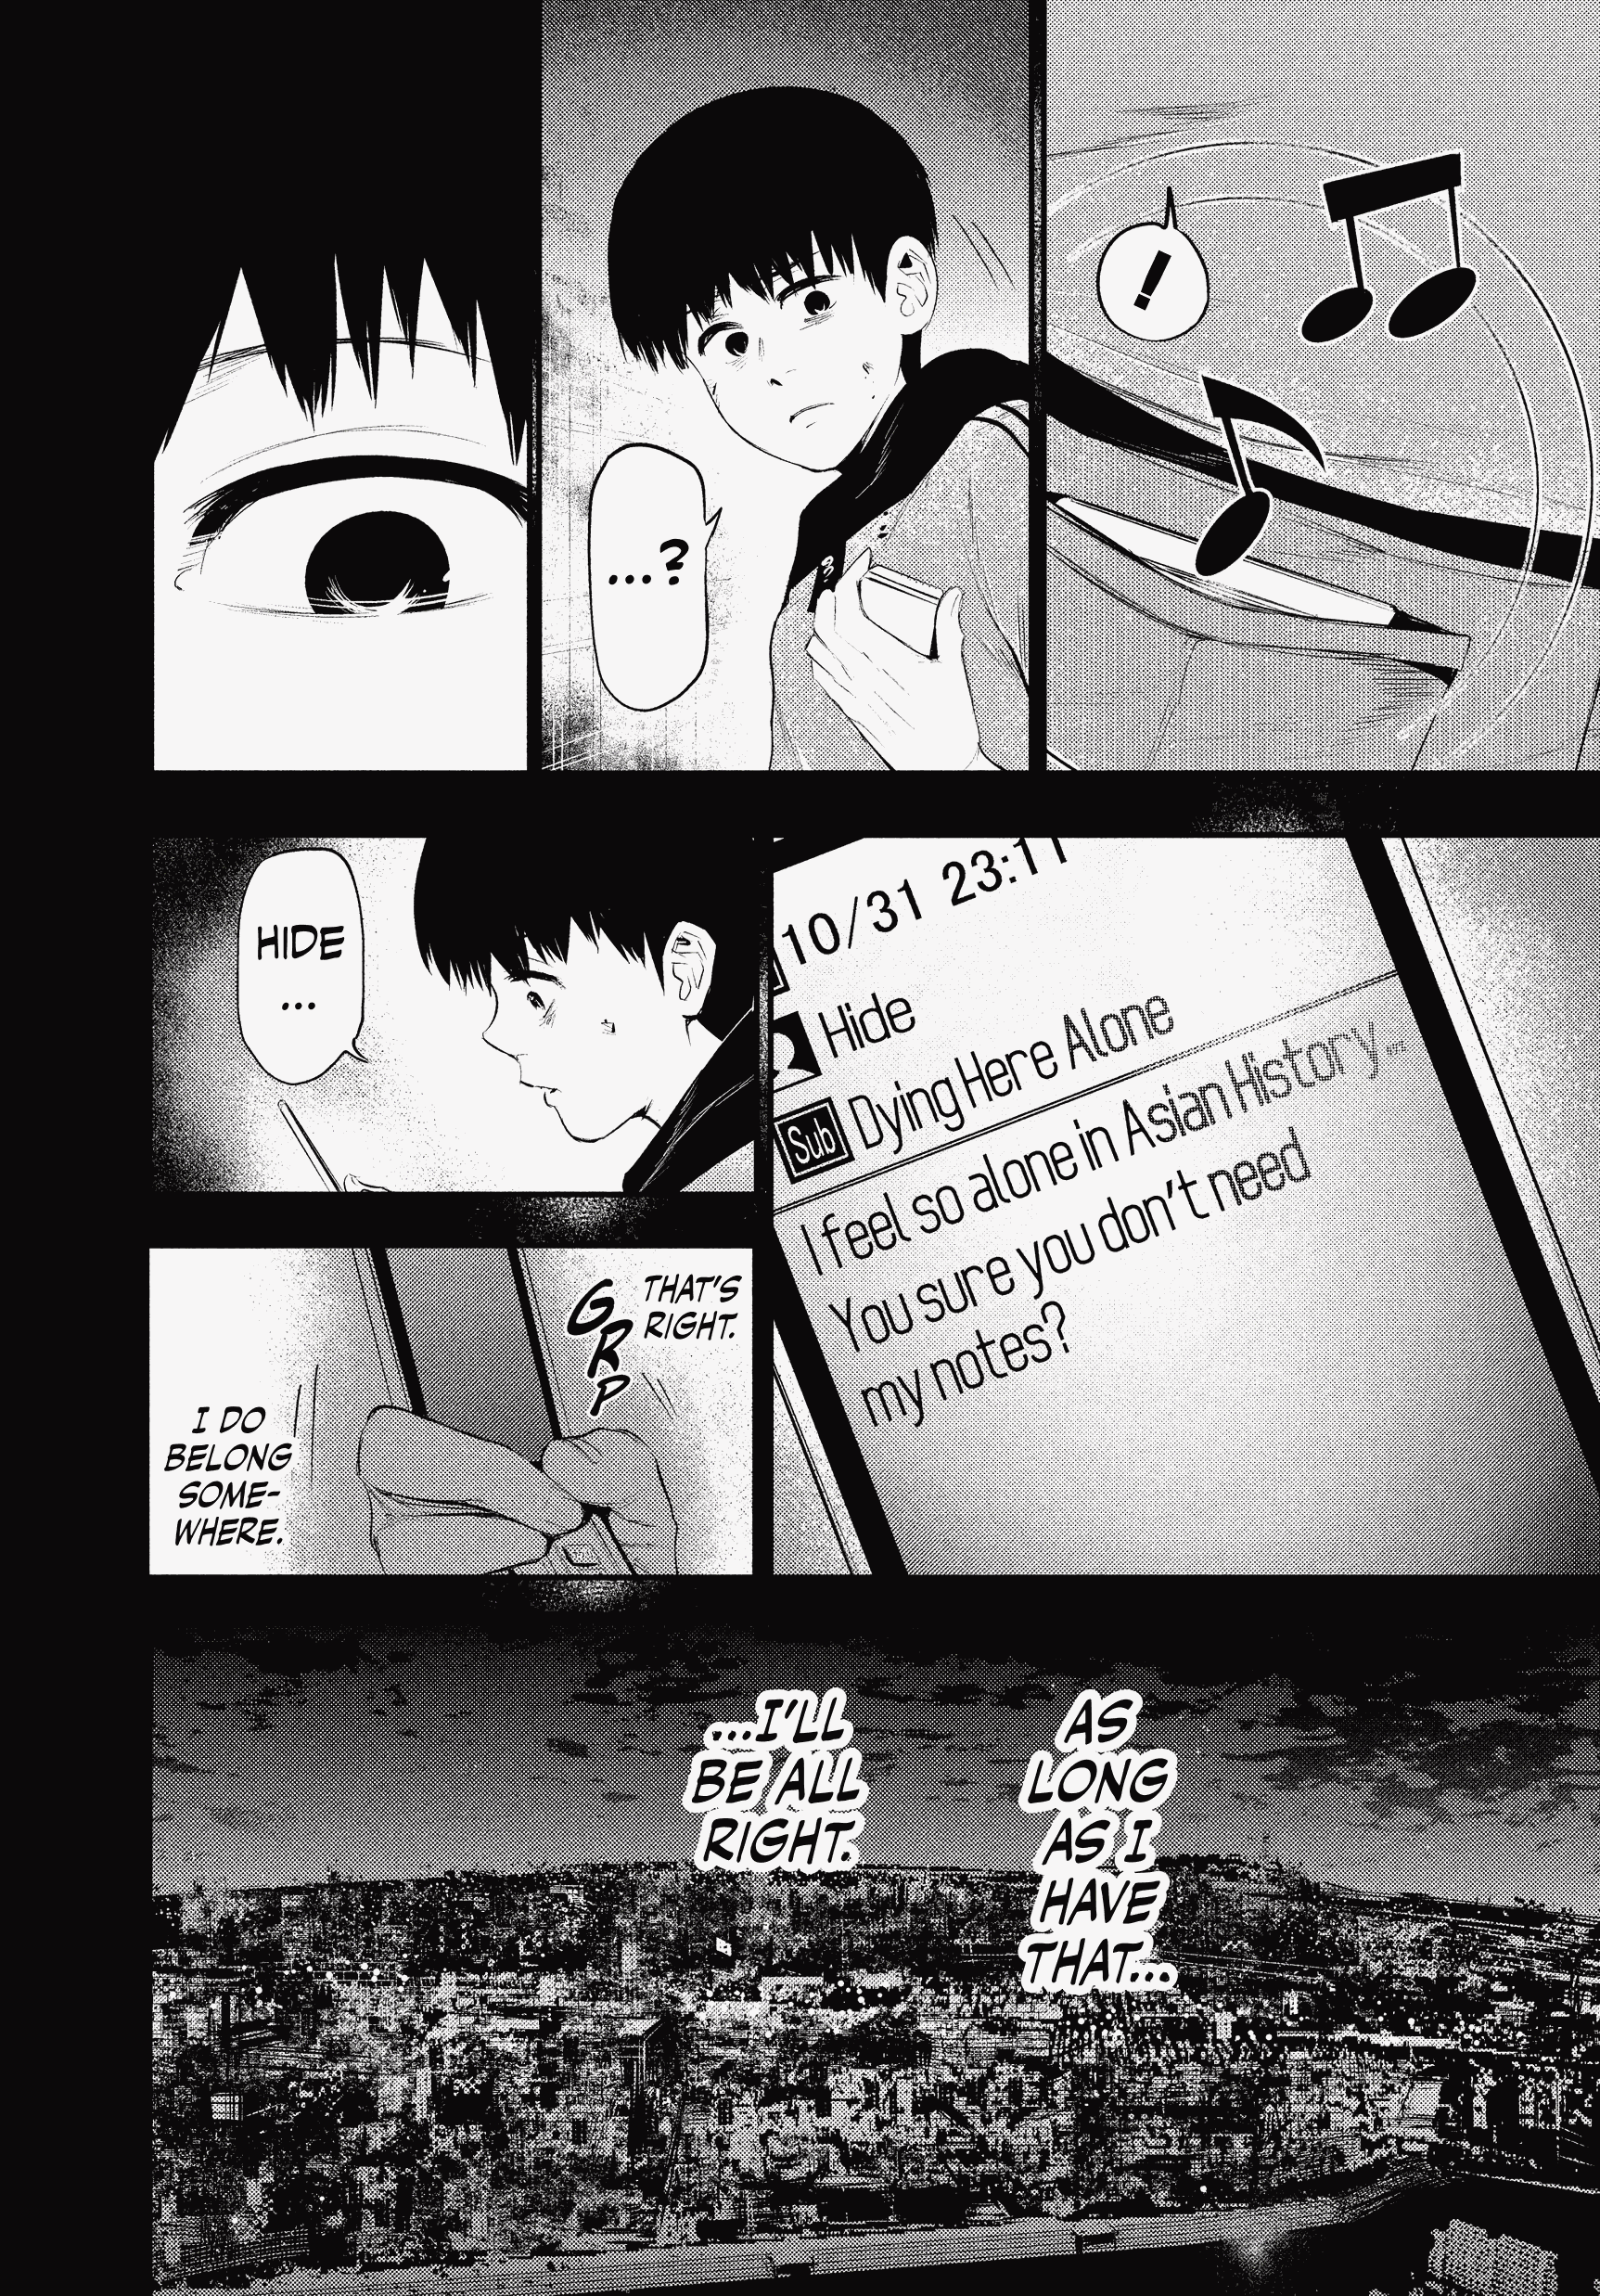 !
...?
10/31 23:11
Hide
Sub Dying Here Alone
I feel so alone in Asian History...
You sure you don't need
my notes?
HIDE
...
THAT'S
RIGHT.
GRP
I DO
BELONG
SOME-
WHERE.
AS
LONG
AS I
HAVE
THAT...
...I'LL
BE ALL
RIGHT.